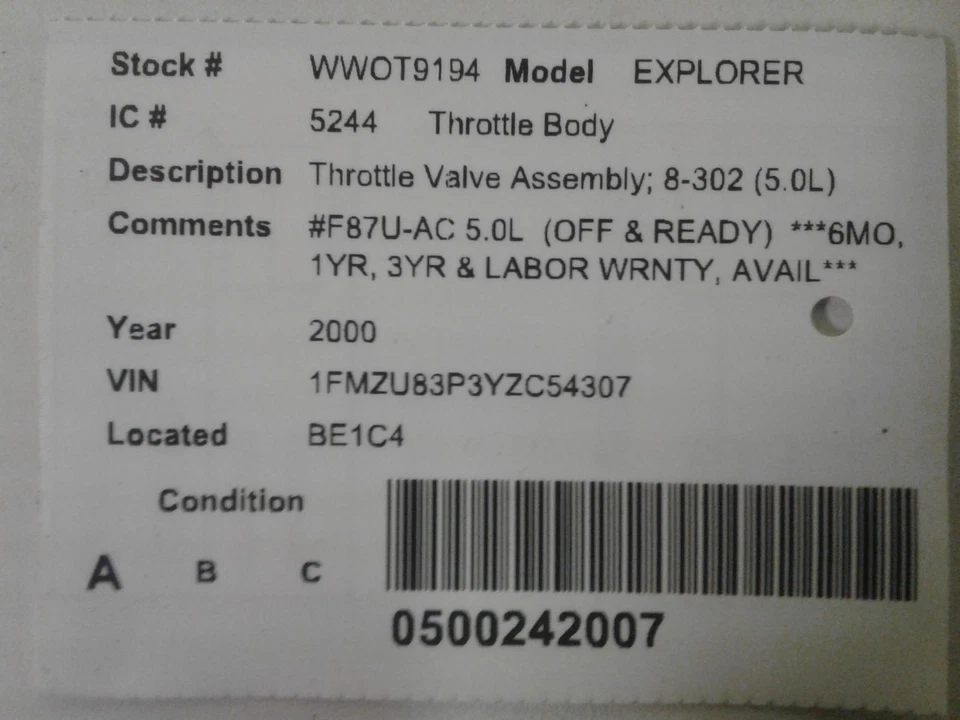 Stock # WWOT9194 Model EXPLORER
IC # 5244 Throttle Body
Description Throttle Valve Assembly; 8-302 (5.0L)
Comments #F87U-AC 5.0L (OFF & READY) ***6MO,
1YR, 3YR & LABOR WRNTY, AVAIL***
Year 2000
VIN 1FMZU83P3YZC54307
Located BE1C4
Condition
A B C
0500242007